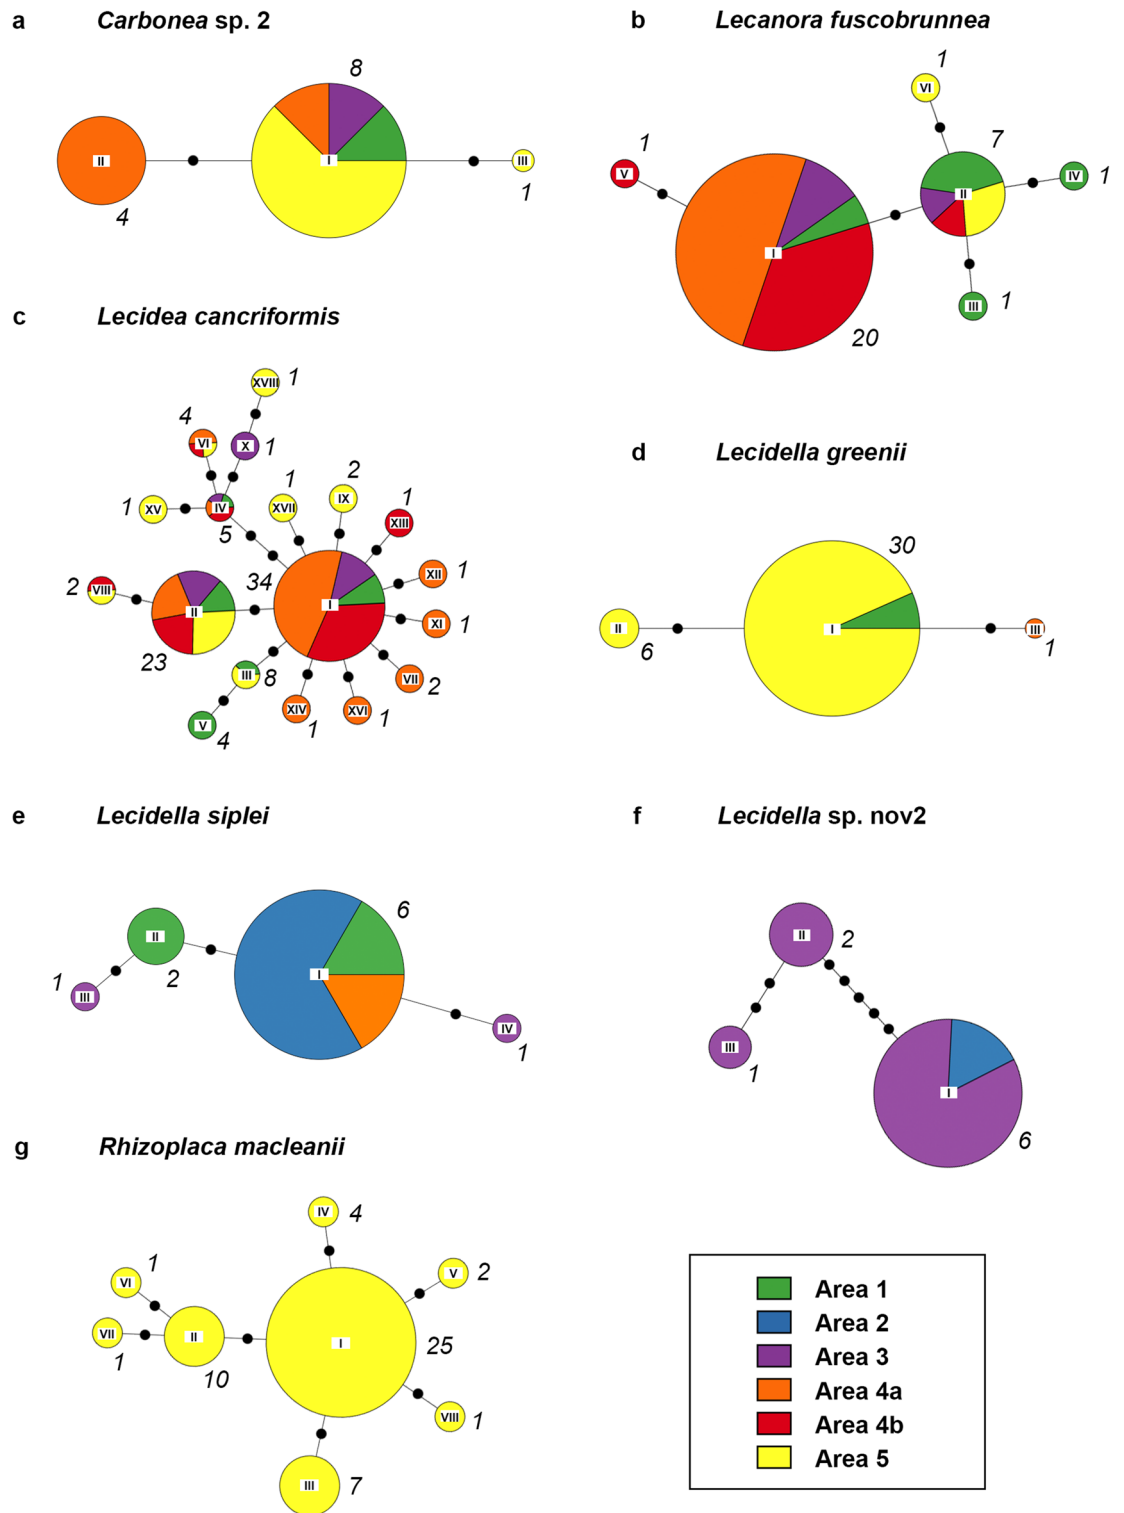 a Carbonea sp. 2
8
II
I
III
4
1
b Lecanora fuscobrunnea
1
VI
1
7
V
IV
1
II
I
III
1
20
c Lecidea cancriformis
XVIII
1
4
VI
X
1
1
2
1
XV
IV
XVII
IX
1
XIII
5
34
XII
1
2
VIII
II
I
XI
1
23
III
8
VII
2
V
4
XIV
1
XVI
1
d Lecidella greenii
30
II
I
III
6
1
e Lecidella siplei
6
II
2
1
III
I
IV
1
f Lecidella sp. nov2
II
2
III
1
I
6
g Rhizoplaca macleanii
IV
4
1
VI
V
2
VII
II
I
25
1
10
VIII
1
III
7
Area 1
Area 2
Area 3
Area 4a
Area 4b
Area 5